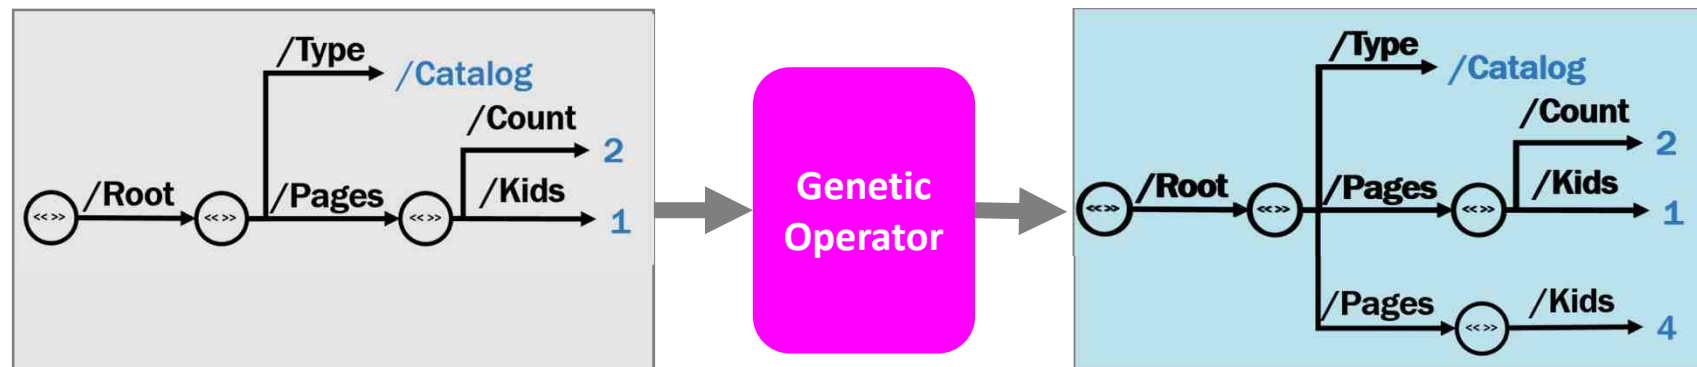 /Type
/Catalog
/Count
2
/Root
/Pages
/Kids
<< >>
<< >>
<< >>
1
Genetic
Operator
/Type
/Catalog
/Count
2
/Root
/Pages
/Kids
<< >>
<< >>
<< >>
1
/Pages
/Kids
<< >>
4